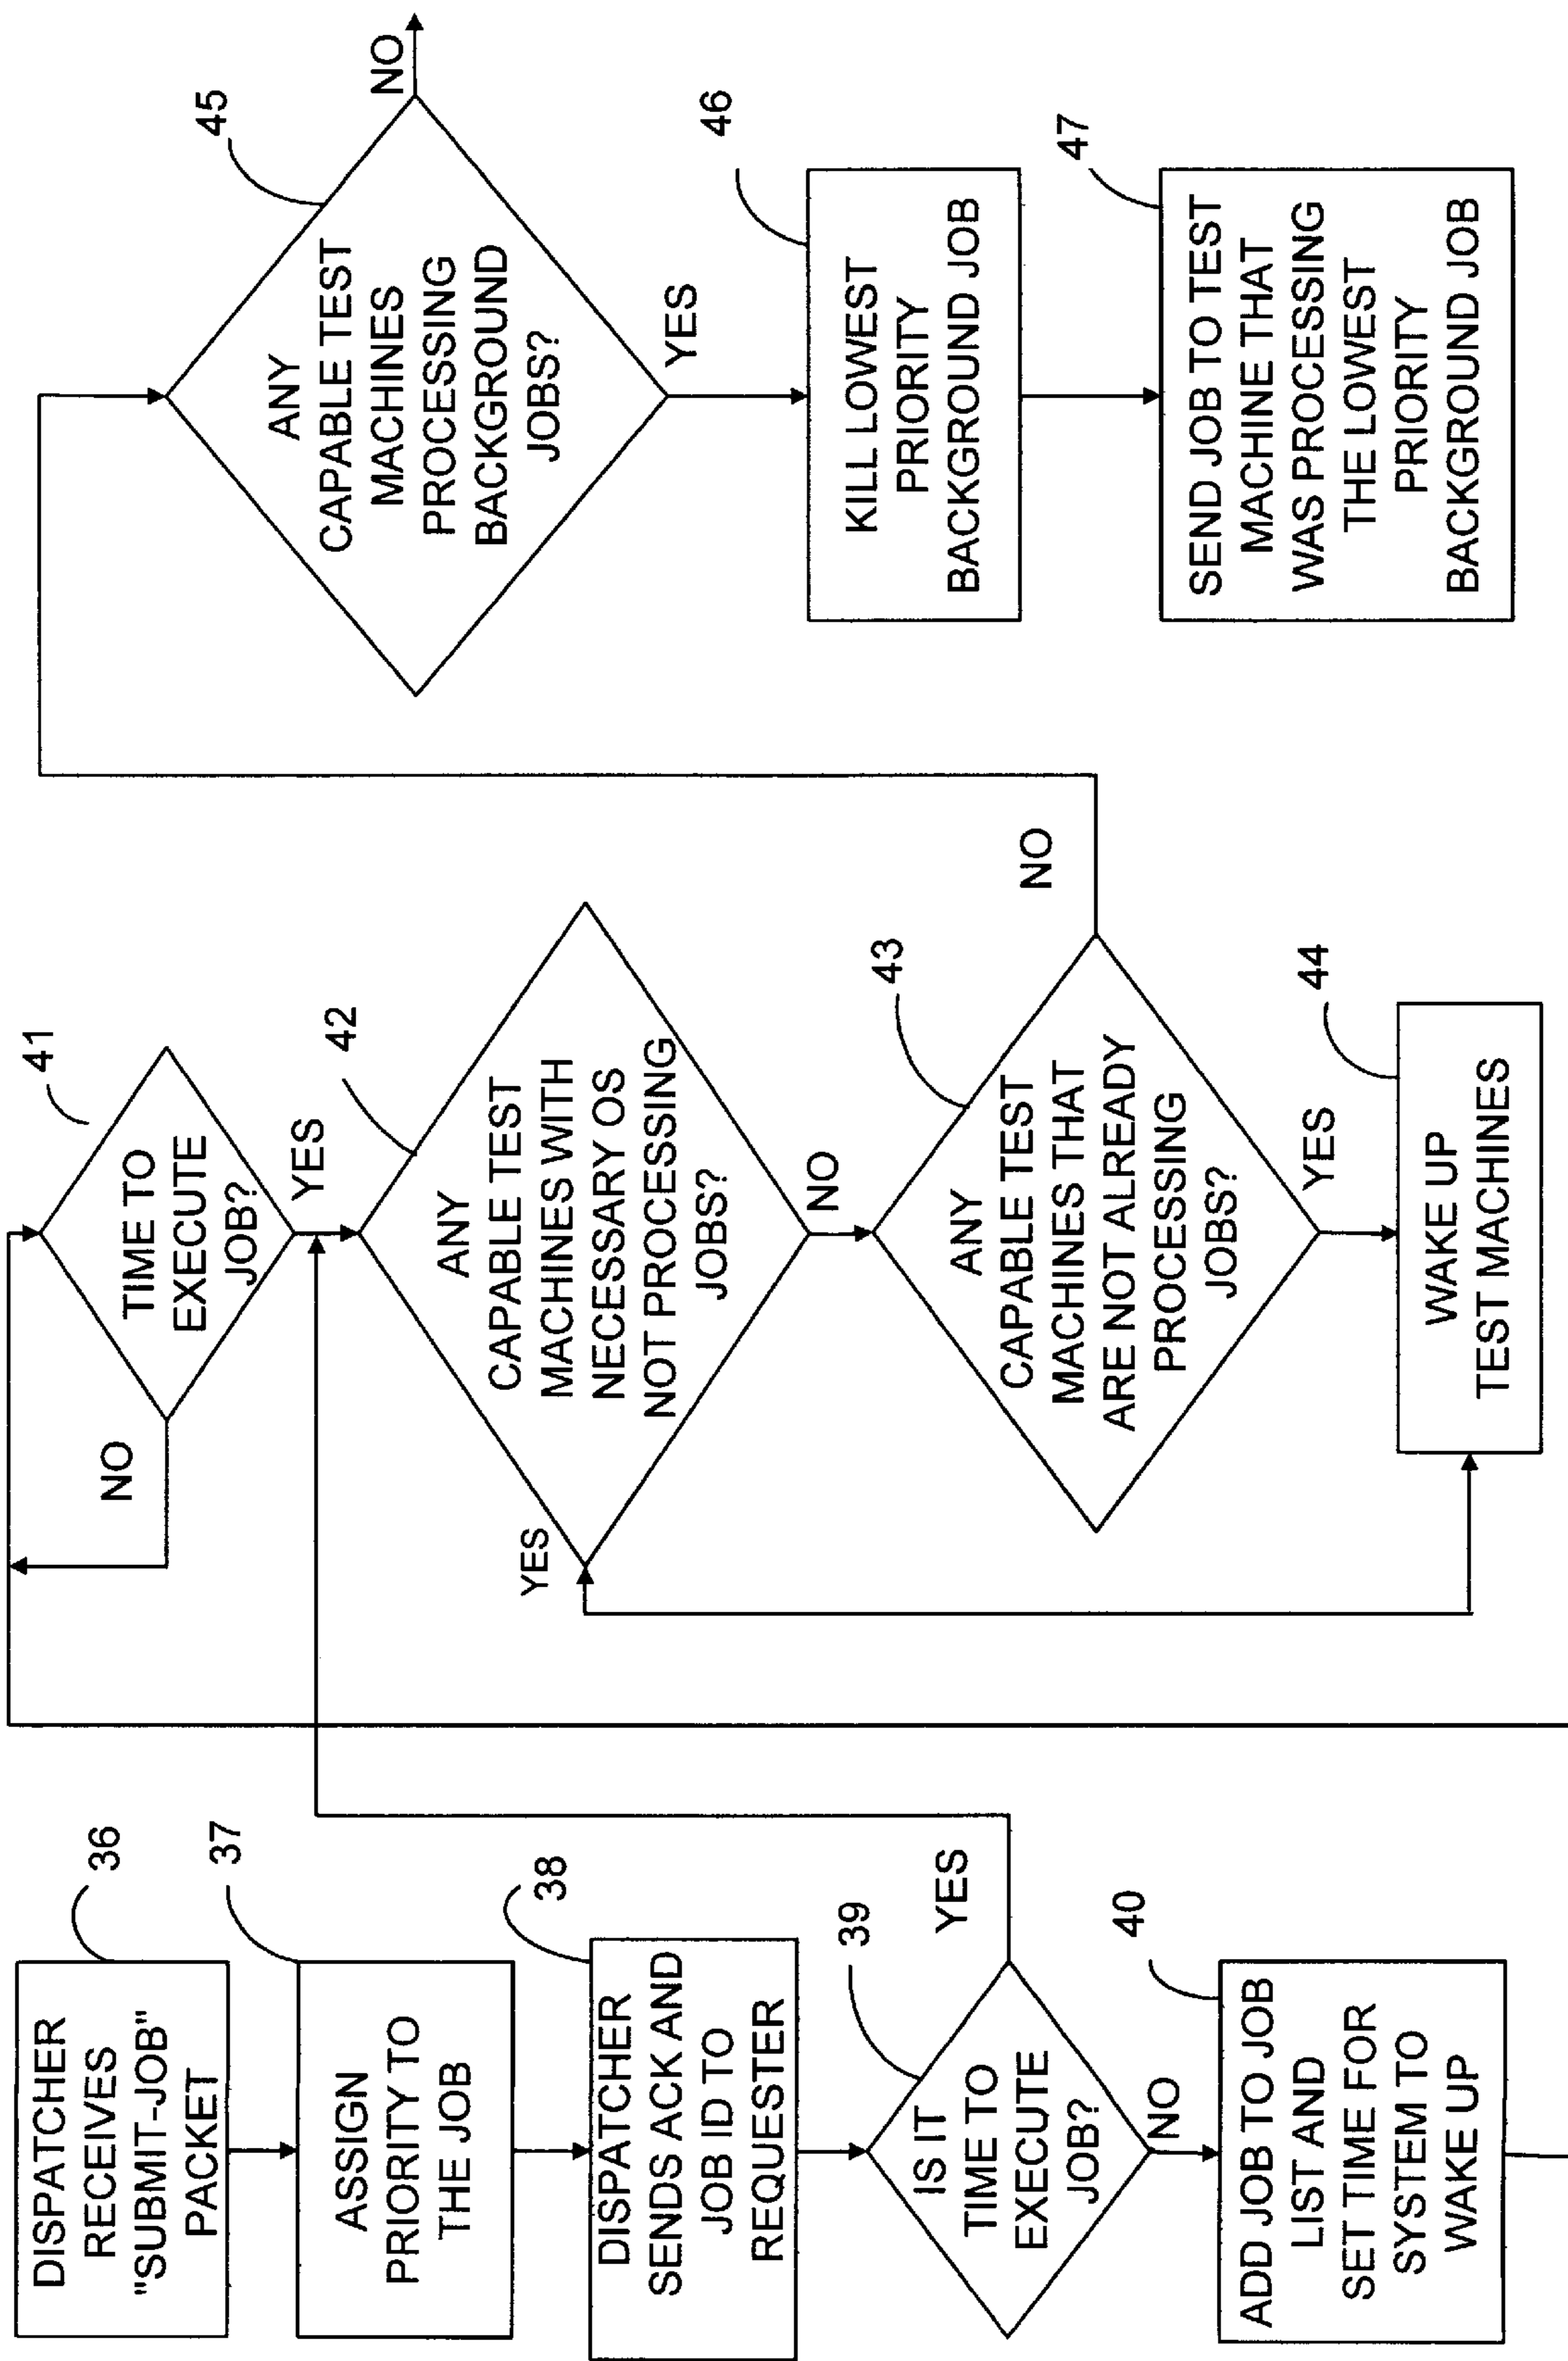 DISPATCHER
RECEIVES
"SUBMIT-JOB"
PACKET
36
ASSIGN
PRIORITY TO
THE JOB
37
DISPATCHER
SENDS ACK AND
JOB ID TO
REQUESTER
38
IS IT
TIME TO
EXECUTE
JOB?
39
YES
NO
ADD JOB TO JOB
LIST AND
SET TIME FOR
SYSTEM TO
WAKE UP
40
TIME TO
EXECUTE
JOB?
41
NO
YES
ANY
CAPABLE TEST
MACHINES WITH
NECESSARY OS
NOT PROCESSING
JOBS?
42
YES
NO
ANY
CAPABLE TEST
MACHINES THAT
ARE NOT ALREADY
PROCESSING
JOBS?
43
NO
YES
WAKE UP
TEST MACHINES
44
ANY
CAPABLE TEST
MACHINES
PROCESSING
BACKGROUND
JOBS?
45
NO
YES
KILL LOWEST
PRIORITY
BACKGROUND JOB
46
SEND JOB TO TEST
MACHINE THAT
WAS PROCESSING
THE LOWEST
PRIORITY
BACKGROUND JOB
47